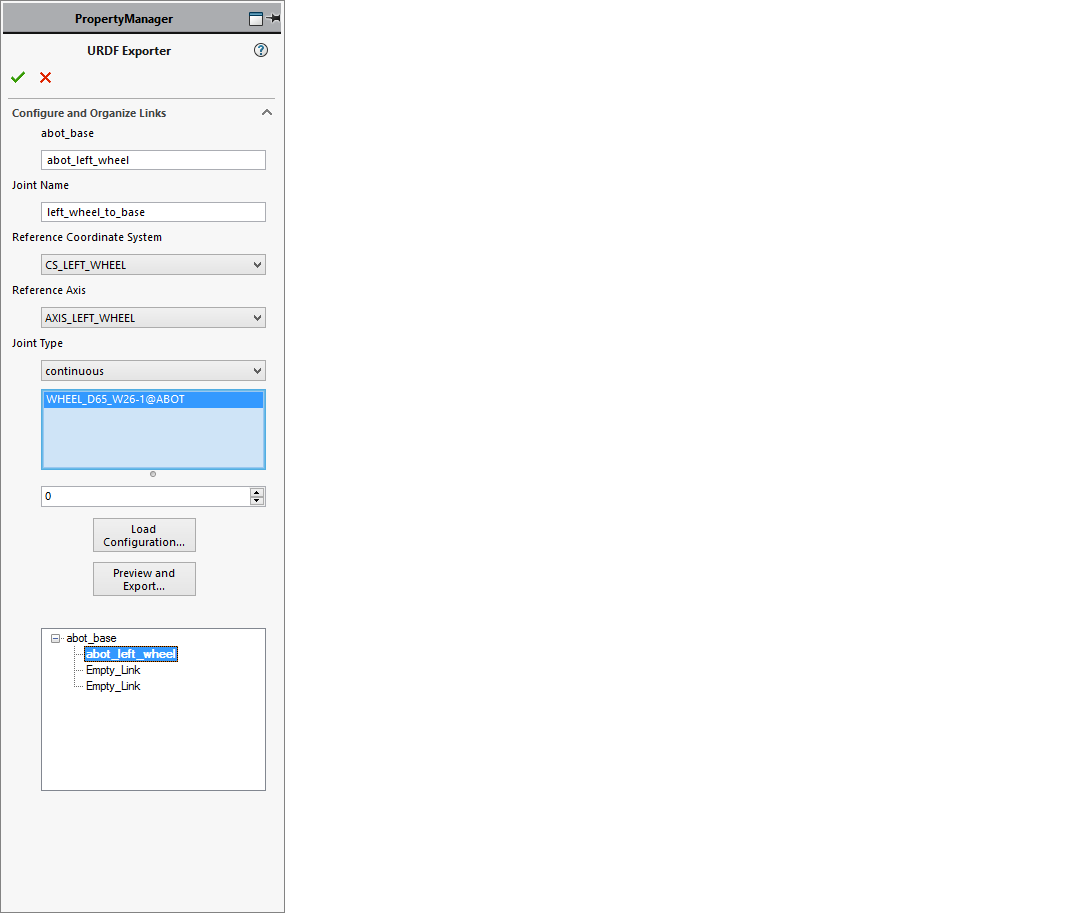 PropertyManager
URDF Exporter
Configure and Organize Links
abot_base
abot_left_wheel
Joint Name
left_wheel_to_base
Reference Coordinate System
CS_LEFT_WHEEL
Reference Axis
AXIS_LEFT_WHEEL
Joint Type
continuous
WHEEL_D65_W26-1@ABOT
0
Load
Configuration...
Preview and
Export...
abot_base
abot_left_wheel
Empty_Link
Empty_Link